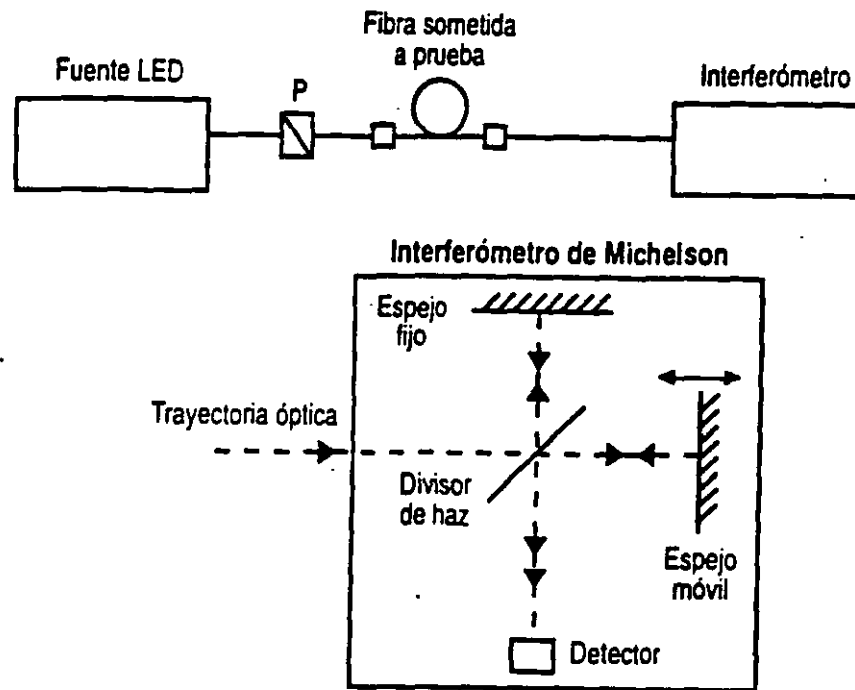 Fibra sometida
a prueba
Fuente LED
P
Interferómetro
Interferómetro de Michelson
Espejo
fijo
Trayectoria óptica
Divisor
de haz
Espejo
móvil
Detector